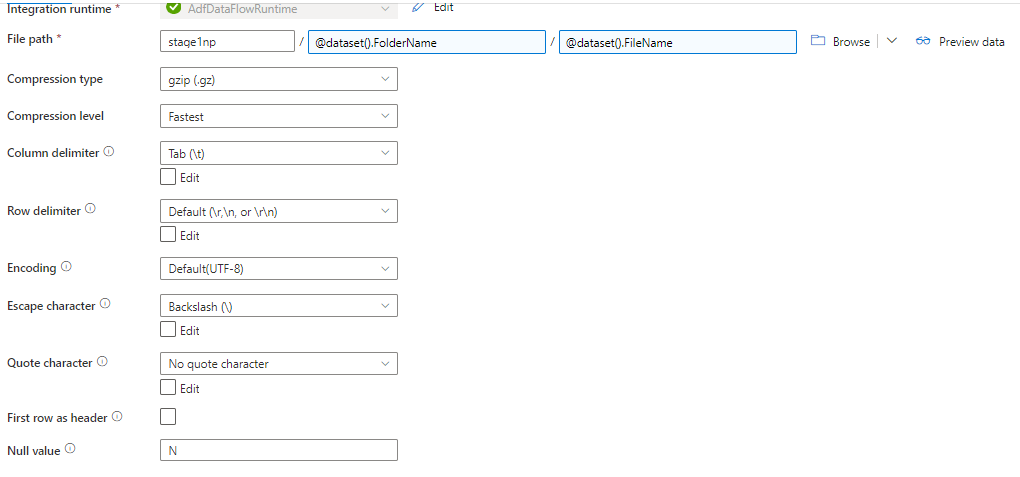 Integration runtime *
AdfDataFlowRuntime
Edit
File path *
stage1np
/
@dataset().FolderName
/
@dataset().FileName
Browse
Preview data
Compression type
gzip (.gz)
Compression level
Fastest
Column delimiter
Tab (\t)
Edit
Row delimiter
Default (\r,\n, or \r\n)
Edit
Encoding
Default(UTF-8)
Escape character
Backslash (\)
Edit
Quote character
No quote character
Edit
First row as header
Null value
N